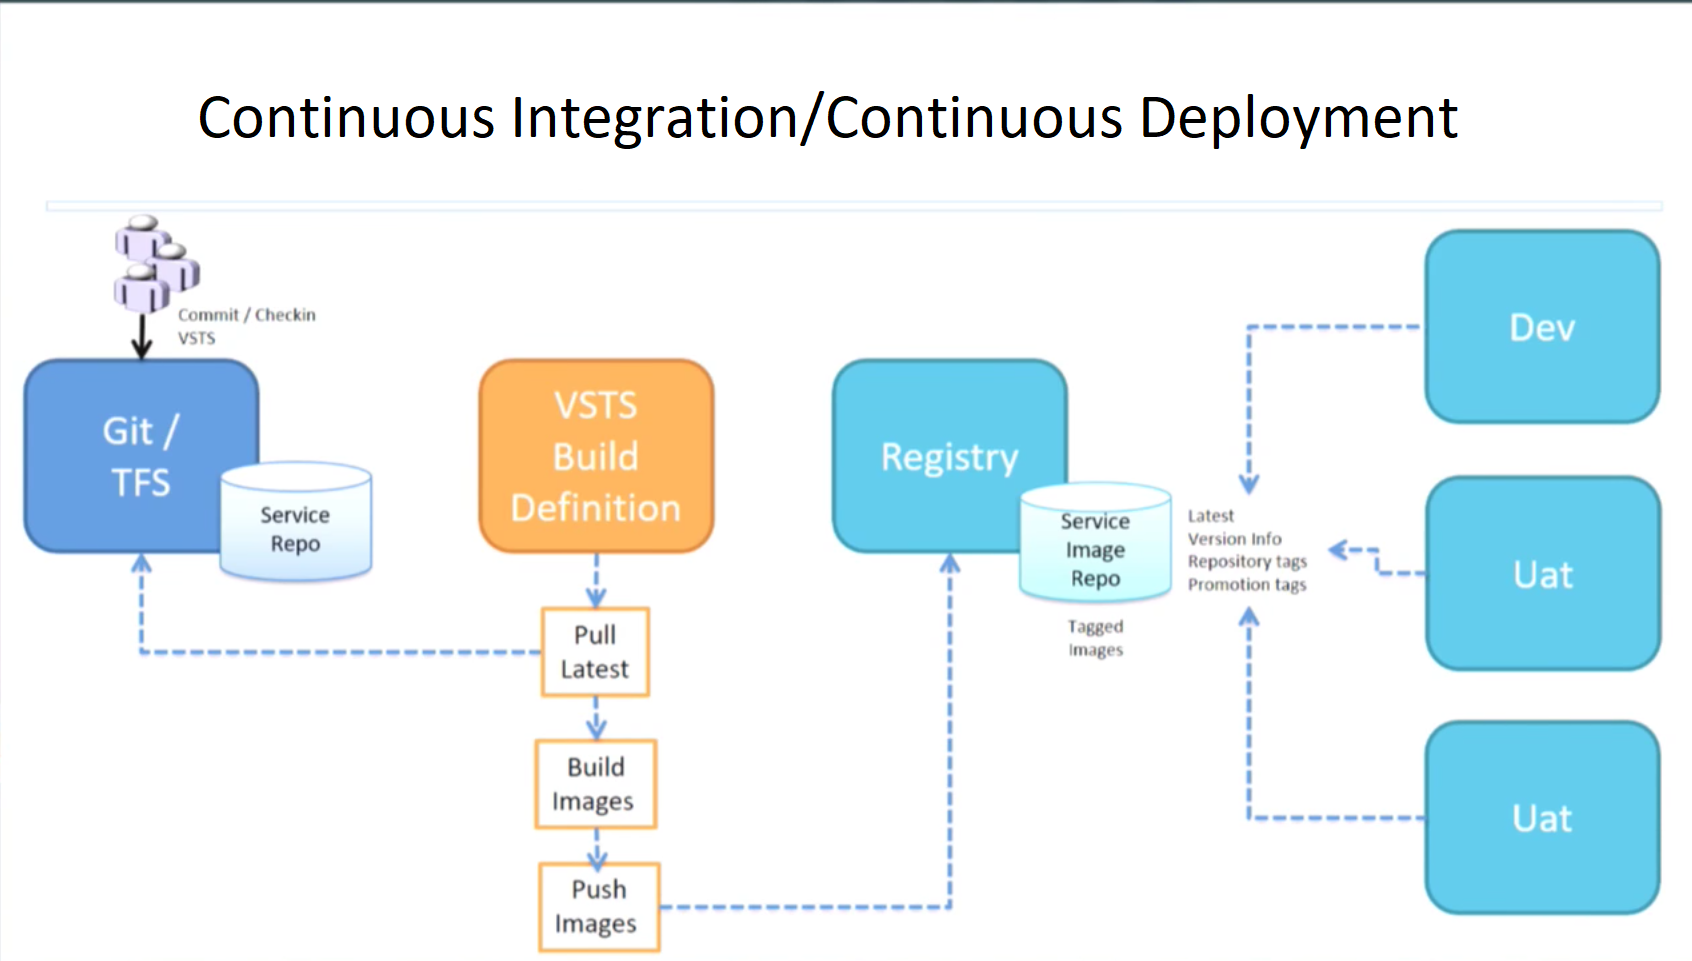 Continuous Integration/Continuous Deployment
Commit / Checkin
VSTS
Git /
TFS
Service
Repo
VSTS
Build
Definition
Pull
Latest
Build
Images
Push
Images
Registry
Service
Image
Repo
Tagged
Images
Latest
Version Info
Repository tags
Promotion tags
Dev
Uat
Uat